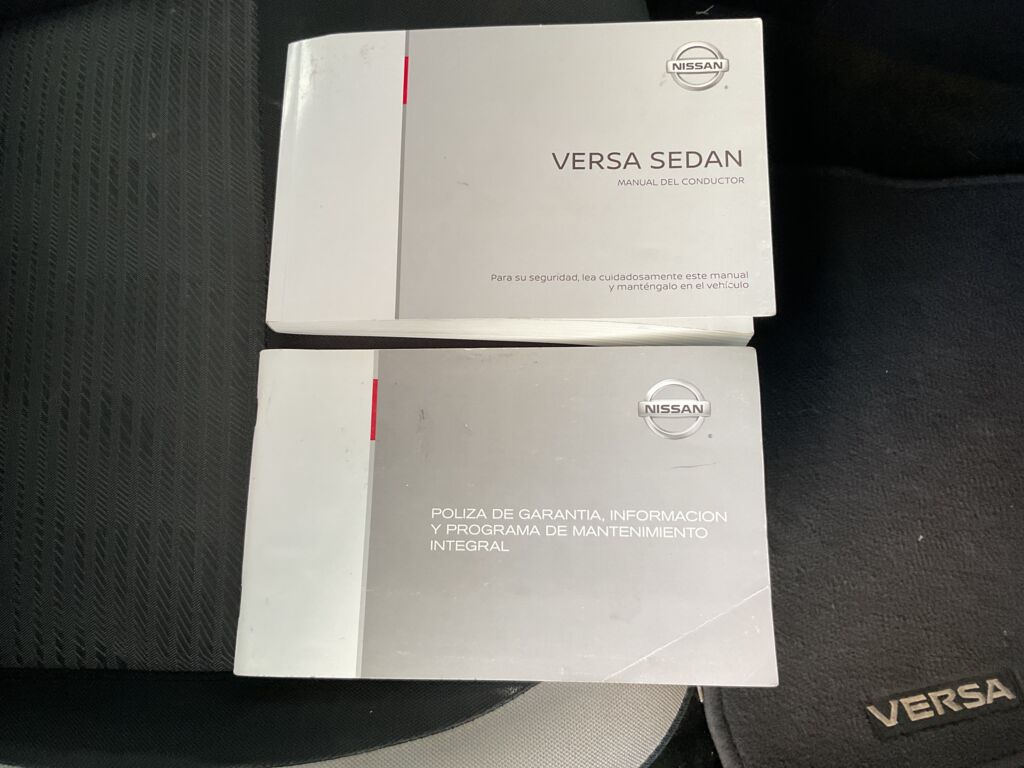 NISSAN
VERSA SEDAN
MANUAL DEL CONDUCTOR
Para su seguridad, lea cuidadosamente este manual
y manténgalo en el vehículo
NISSAN
POLIZA DE GARANTIA, INFORMACION
Y PROGRAMA DE MANTENIMIENTO
INTEGRAL
VERSA